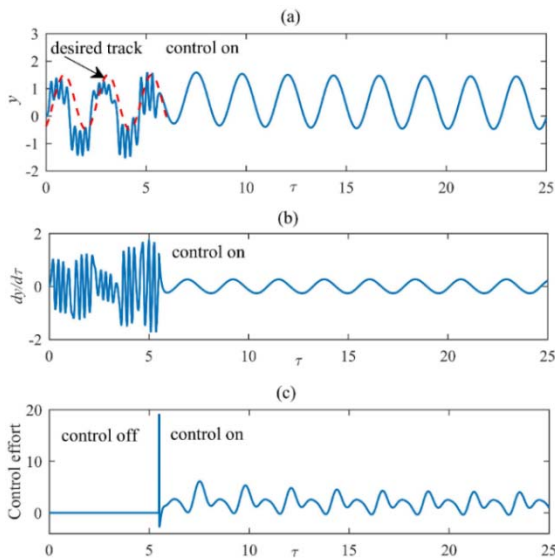 (a)
desired track control on
3
2
1
0
-1
-2
y
0 5 10 15 20 25
τ
(b)
control on
2
0
-2
dy/dτ
0 5 10 15 20 25
τ
(c)
control off control on
20
10
0
Control effort
0 5 10 15 20 25
τ